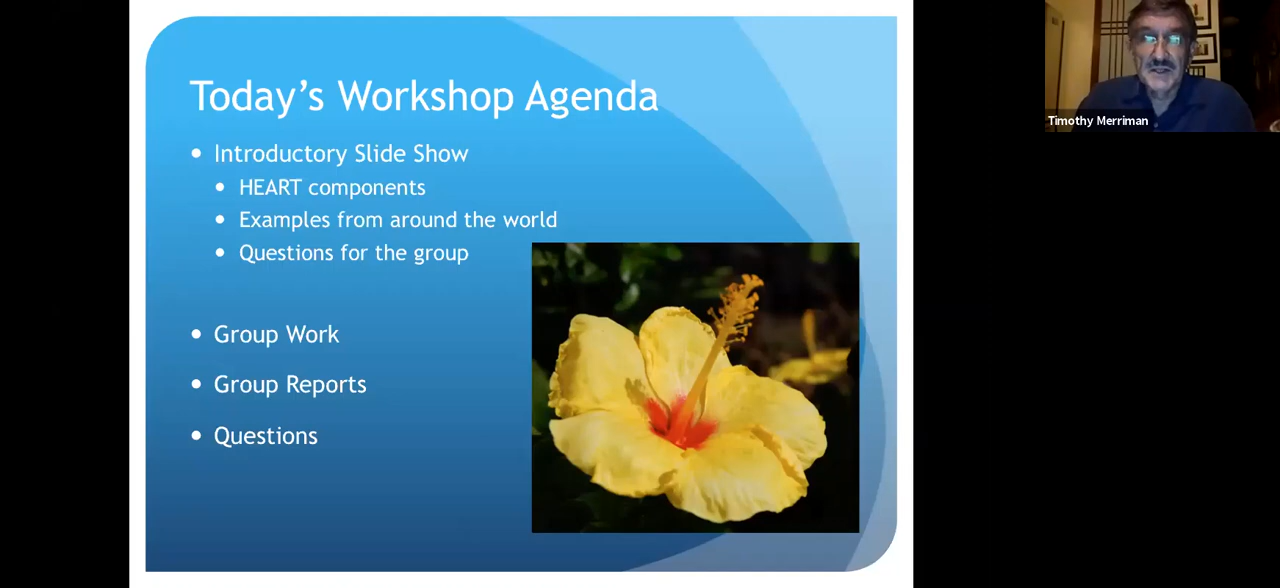 Today's Workshop Agenda
• Introductory Slide Show
• HEART components
• Examples from around the world
• Questions for the group
• Group Work
• Group Reports
• Questions
Timothy Merriman